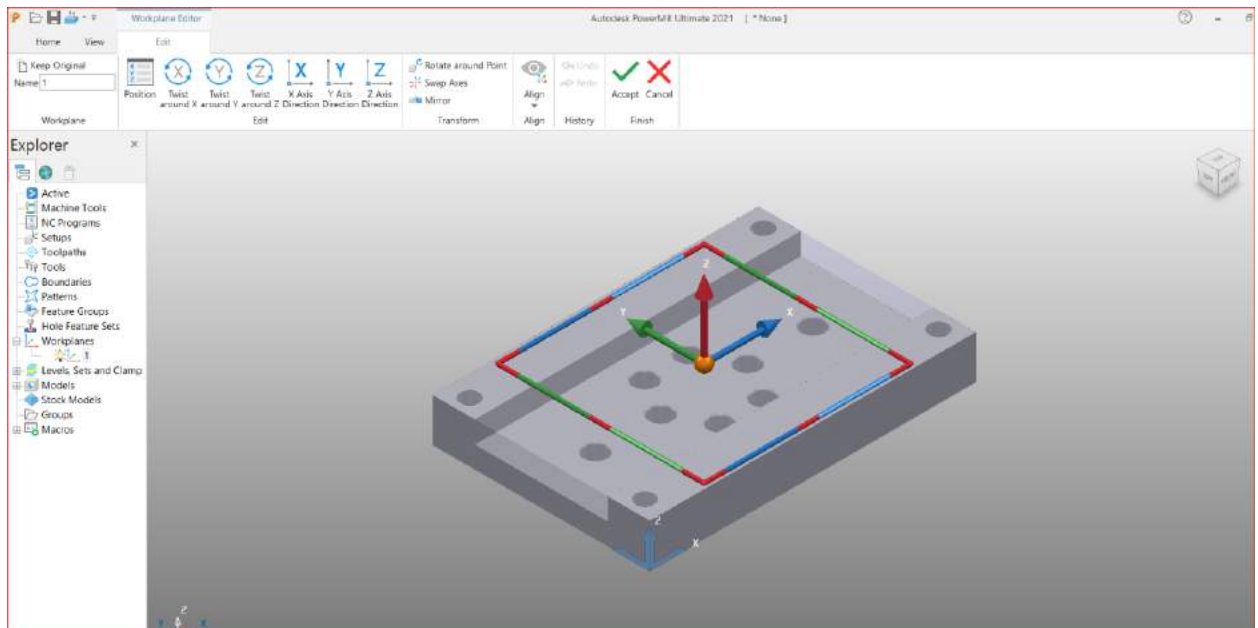 Workplane Editor
Autodesk PowerMill Ultimate 2021 [ * None ]
Home View Edit
Keep Original
Name 1
Workplane
Position
Twist around X
Twist around Y
Twist around Z
X Axis Direction
Y Axis Direction
Z Axis Direction
Edit
Rotate around Point
Swap Axes
Mirror
Transform
Align
Align
Undo
Redo
History
Accept Cancel
Finish
Explorer
Active
Machine Tools
NC Programs
Setups
Toolpaths
Tools
Boundaries
Patterns
Feature Groups
Hole Feature Sets
Workplanes
1
Levels, Sets and Clamp
Models
Stock Models
Groups
Macros
Z
Y X
Z
X
Z
Y X